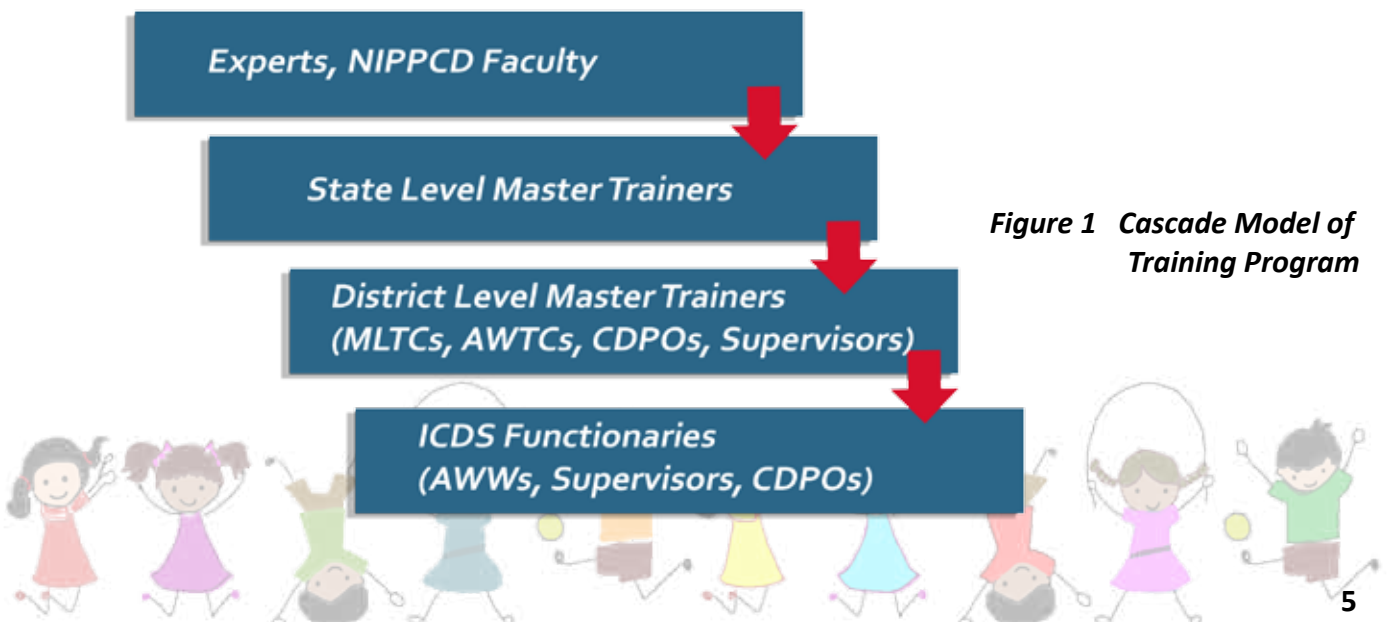 Experts, NIPPCD Faculty
State Level Master Trainers
Figure 1 Cascade Model of
Training Program
District Level Master Trainers
(MLTCs, AWTCs, CDPOs, Supervisors)
ICDS Functionaries
(AWWs, Supervisors, CDPOs)
5